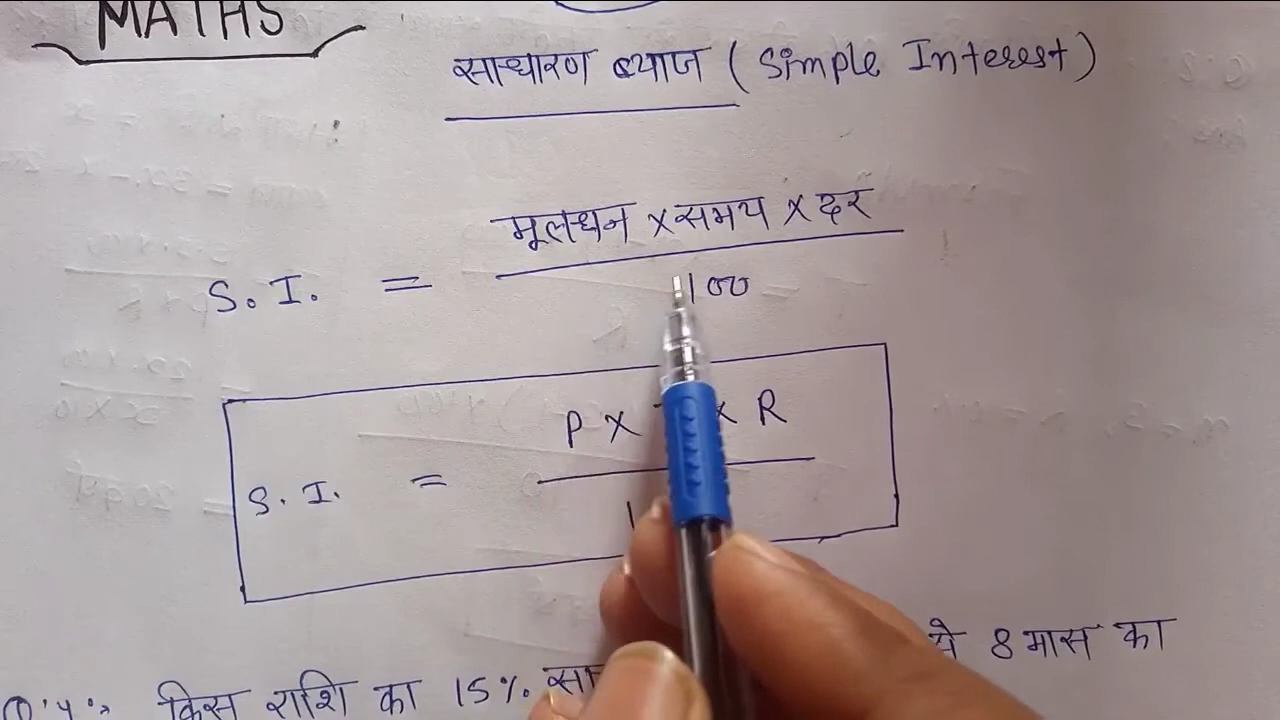 MATHS
साधारण ब्याज ( Simple Interest )
मूलधन × समय × दर
S. I. =
100
P × × R
S. I. =
किस राशि का 15% 8 मास का